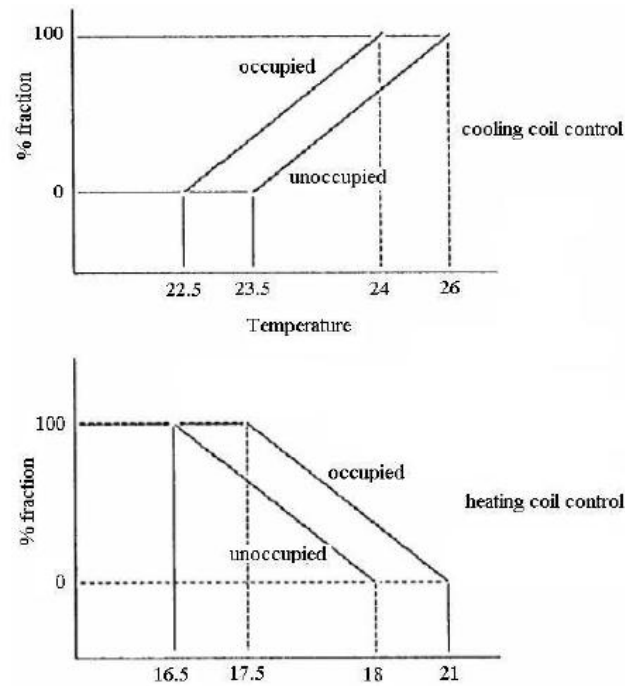 100
occupied
% fraction
cooling coil control
unoccupied
0
22.5 23.5 24 26
Temperature
100
occupied
% fraction
heating coil control
unoccupied
0
16.5 17.5 18 21